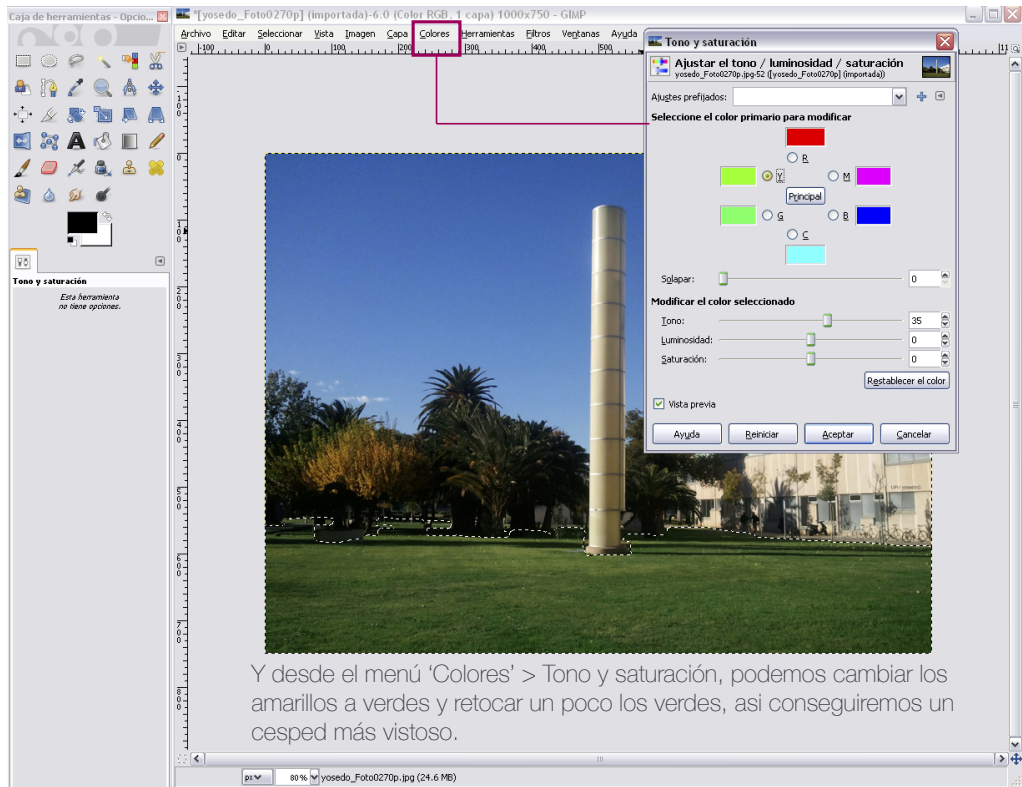 Caja de herramientas - Opcio...
*[yosedo_Foto0270p] (importada)-6.0 (Color RGB, 1 capa) 1000x750 - GIMP
Archivo Editar Seleccionar Vista Imagen Capa Colores Herramientas Filtros Ventanas Ayuda
Tono y saturación
Ajustar el tono / luminosidad / saturación
yosedo_Foto0270p.jpg-52 ([yosedo_Foto0270p] (importada))
Ajustes prefijados:
Seleccione el color primario para modificar
R
Y M
Principal
G B
C
Solapar: 0
Modificar el color seleccionado
Tono: 35
Luminosidad: 0
Saturación: 0
Restablecer el color
Vista previa
Ayuda Reiniciar Aceptar Cancelar
Tono y saturación
Esta herramienta
no tiene opciones.
Y desde el menú ‘Colores’ > Tono y saturación, podemos cambiar los
amarillos a verdes y retocar un poco los verdes, asi conseguiremos un
cesped más vistoso.
px 80% yosedo_Foto0270p.jpg (24.6 MB)